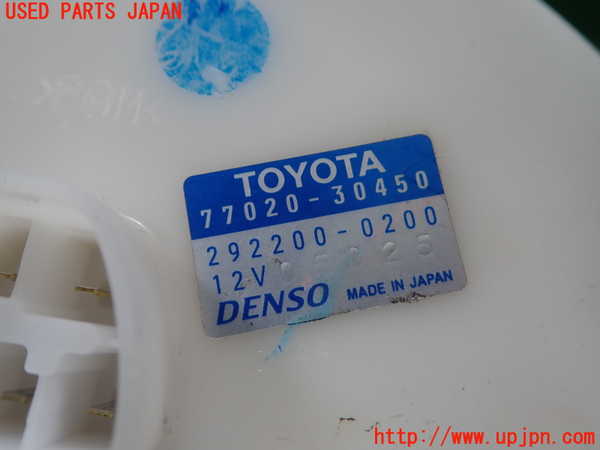 USED PARTS JAPAN
TOYOTA
77020-30450
292200-0200
12V
DENSO MADE IN JAPAN
http://www.upjpn.com